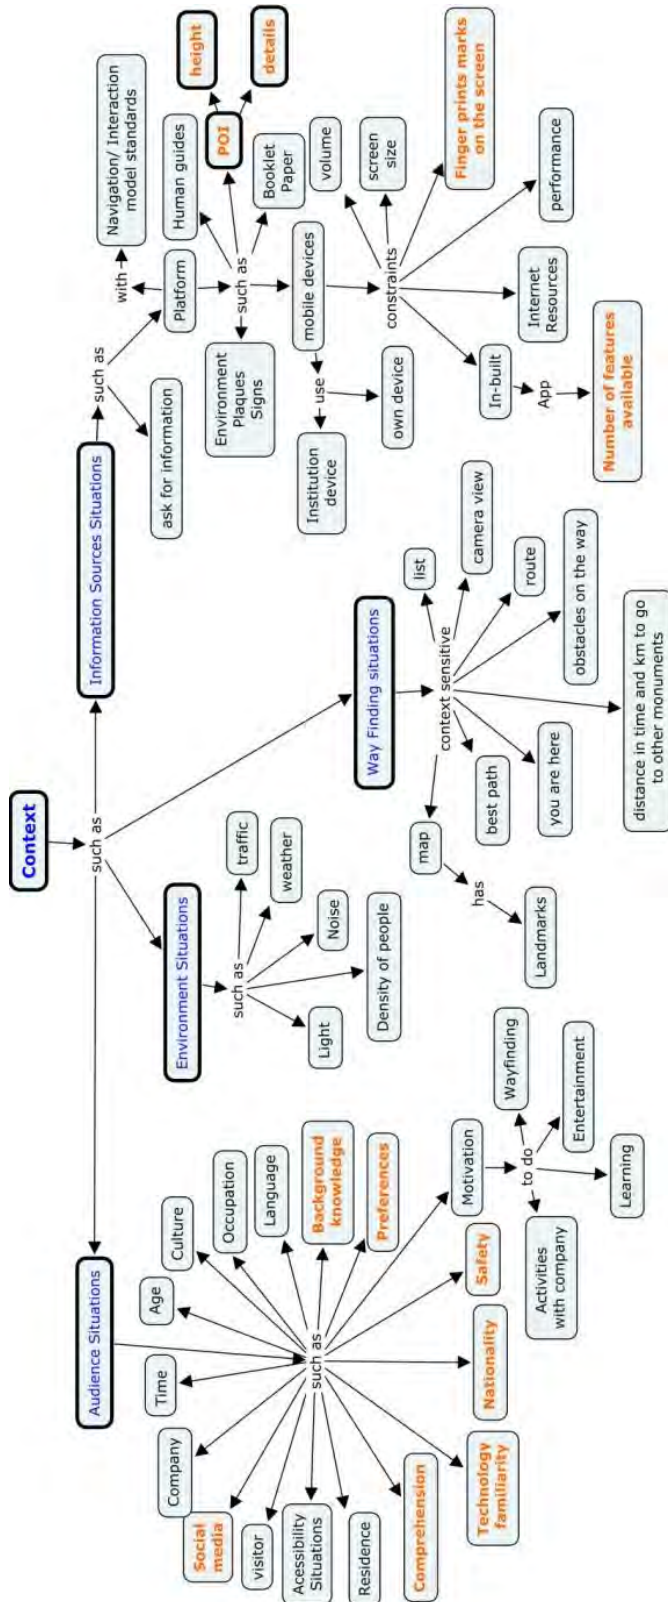 Context
such as
Audience Situations
such as
Social
media
Company
Time
Age
Culture
Occupation
Language
Background
knowledge
Preferences
visitor
Acessibility
Situations
Residence
Comprehension
Technology
familiarity
Nationality
Safety
Motivation
to do
Activities
with company
Learning
Entertainment
Wayfinding
Environment Situations
such as
Light
Density of people
Noise
weather
traffic
Way Finding situations
context sensitive
map
has
Landmarks
best path
you are here
distance in time and km to go
to other monuments
obstacles on the way
route
camera view
list
Information Sources Situations
such as
ask for information
Platform
with
Navigation/ Interaction
model standards
such as
Environment
Plaques
Signs
Human guides
POI
height
details
Booklet
Paper
mobile devices
use
Institution
device
own device
constraints
In-built
App
Number of features
available
Internet
Resources
performance
Finger prints marks
on the screen
screen
size
volume